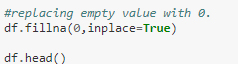 #replacing empty value with 0.
df.fillna(0,inplace=True)
df.head()